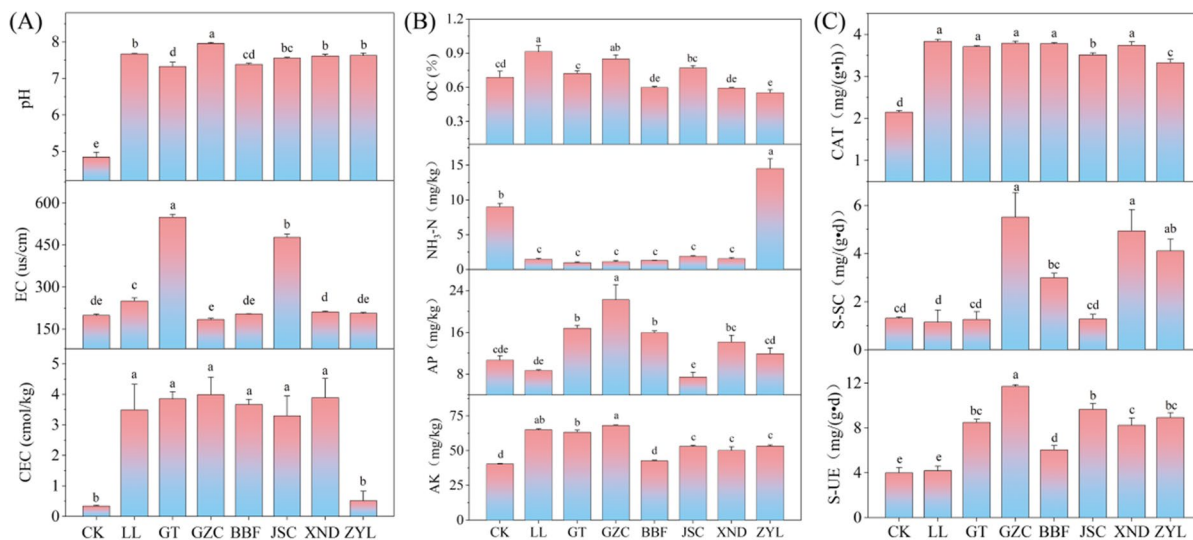 (A)
pH
8
7
6
5
e
b
d
a
cd
bc
b
b
EC (us/cm)
600
450
300
150
de
c
a
e
de
b
d
de
CEC (cmol/kg)
5
4
3
2
1
0
b
a
a
a
a
a
a
b
CK LL GT GZC BBF JSC XND ZYL
(B)
OC (%)
1.2
0.9
0.6
0.3
cd
a
c
ab
de
bc
de
e
NH3-N (mg/kg)
15
10
5
0
b
c
c
c
c
c
c
a
AP (mg/kg)
24
16
8
cde
de
b
a
b
e
bc
cd
AK (mg/kg)
75
50
25
0
d
ab
b
a
d
c
c
c
CK LL GT GZC BBF JSC XND ZYL
(C)
CAT (mg/(g•h)
4
3
2
1
d
a
a
a
a
b
a
c
S-SC (mg/(g•d))
6
4
2
0
cd
d
cd
a
bc
cd
a
ab
S-UE (mg/(g•d)
12
8
4
0
e
e
bc
a
d
b
c
bc
CK LL GT GZC BBF JSC XND ZYL